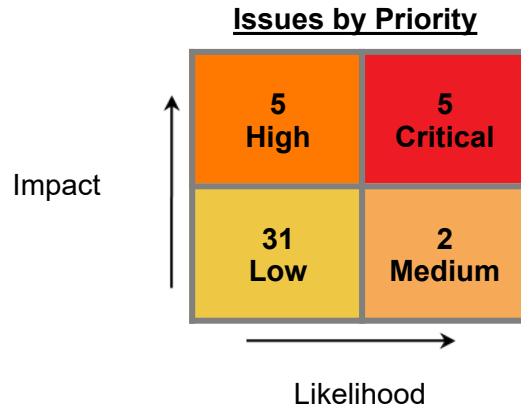 Issues by Priority
5
High
5
Critical
Impact
31
Low
2
Medium
Likelihood